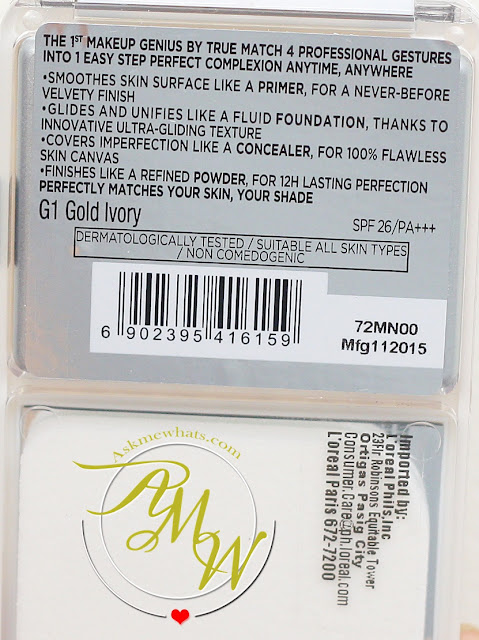 THE 1ST MAKEUP GENIUS BY TRUE MATCH 4 PROFESSIONAL GESTURES
INTO 1 EASY STEP PERFECT COMPLEXION ANYTIME, ANYWHERE
•SMOOTHES SKIN SURFACE LIKE A PRIMER, FOR A NEVER-BEFORE
VELVETY FINISH
•GLIDES AND UNIFIES LIKE A FLUID FOUNDATION, THANKS TO
INNOVATIVE ULTRA-GLIDING TEXTURE
•COVERS IMPERFECTION LIKE A CONCEALER, FOR 100% FLAWLESS
SKIN CANVAS
•FINISHES LIKE A REFINED POWDER, FOR 12H LASTING PERFECTION
PERFECTLY MATCHES YOUR SKIN, YOUR SHADE
G1 Gold Ivory
SPF 26/PA+++
DERMATOLOGICALLY TESTED / SUITABLE ALL SKIN TYPES
/ NON COMEDOGENIC
6 902395 416159
72MN00
Mfg112015
Askmewhats.com
AMW
Imported by:
L'oreal Phils,Inc
23Flr Robinsons Equitable Tower
Ortigas Pasig City
Consumer.Care@ph.loreal.com
L'oreal Paris 672-7200